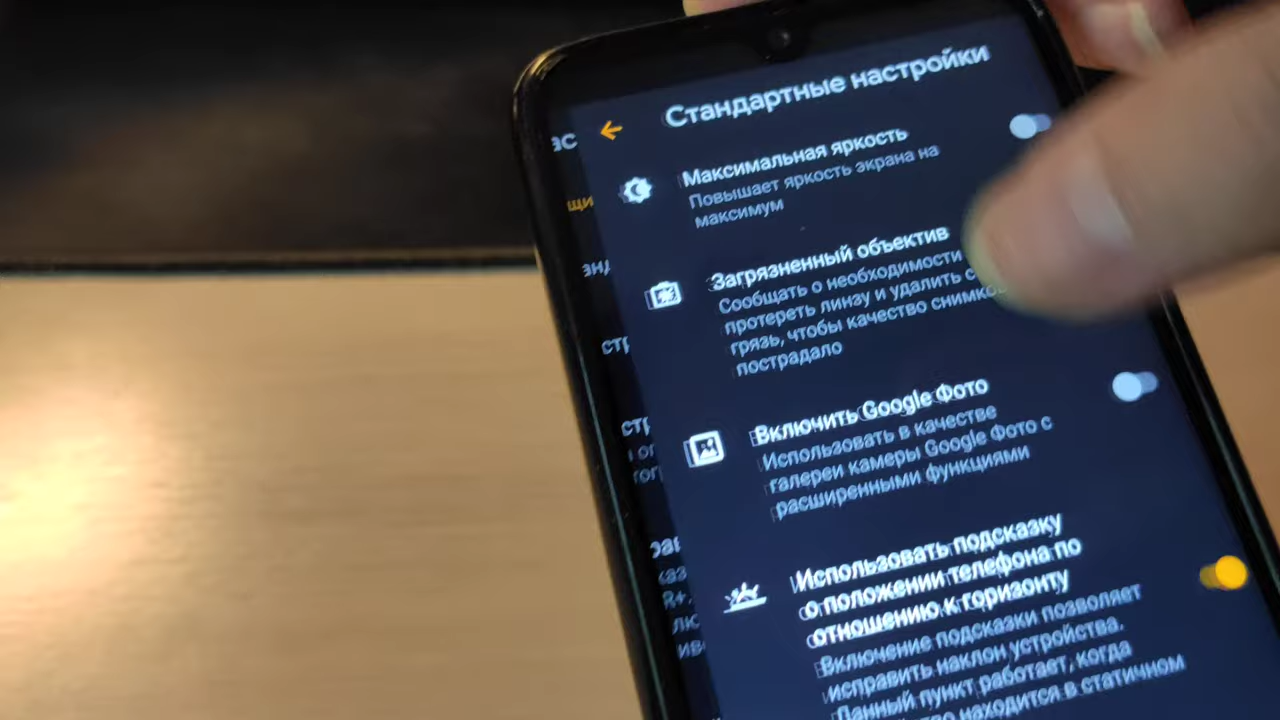 Стандартные настройки
Максимальная яркость
Повышает яркость экрана на
максимум
Загрязненный объектив
Сообщать о необходимости
протереть линзу и удалить с
грязь, чтобы качество снимков
пострадало
Включить Google Фото
Использовать в качестве
галереи камеры Google Фото с
расширенными функциями
Использовать подсказку
о положении телефона по
отношению к горизонту
Включение подсказки позволяет
исправить наклон устройства.
Данный пункт работает, когда
находится в статичном